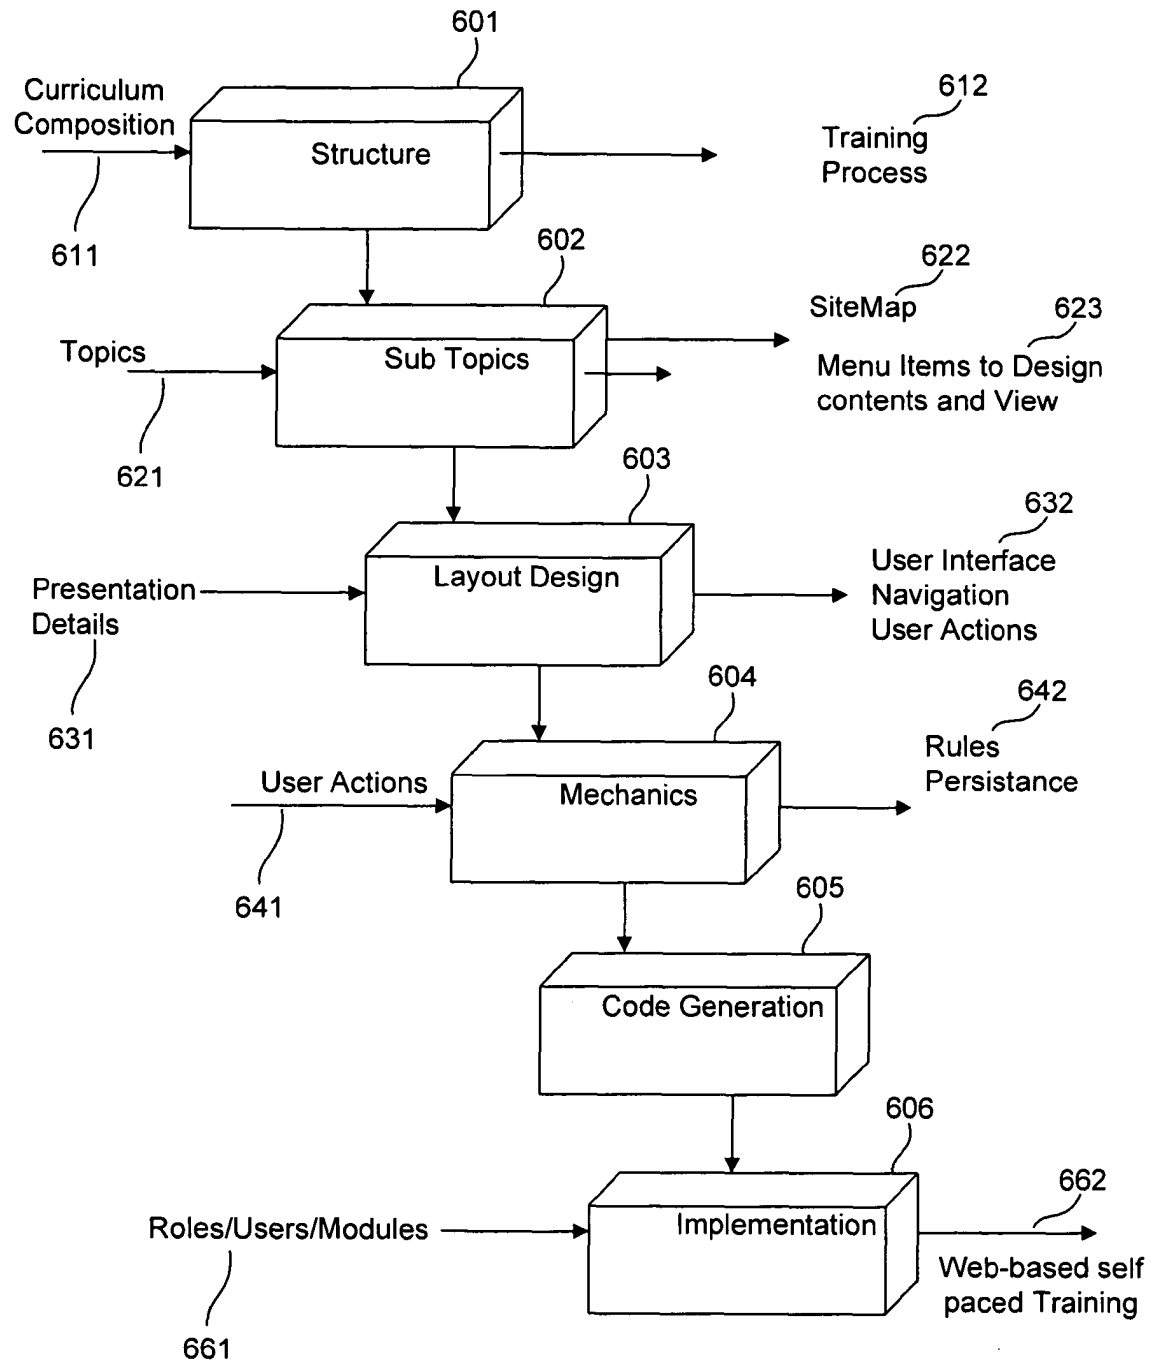 601
Curriculum
Composition
Structure
612
Training
Process
611
602
622
SiteMap
623
Topics
Sub Topics
Menu Items to Design
contents and View
621
603
632
User Interface
Navigation
User Actions
Presentation
Details
Layout Design
631
604
642
Rules
Persistance
User Actions
Mechanics
641
605
Code Generation
606
662
Roles/Users/Modules
Implementation
Web-based self
paced Training
661